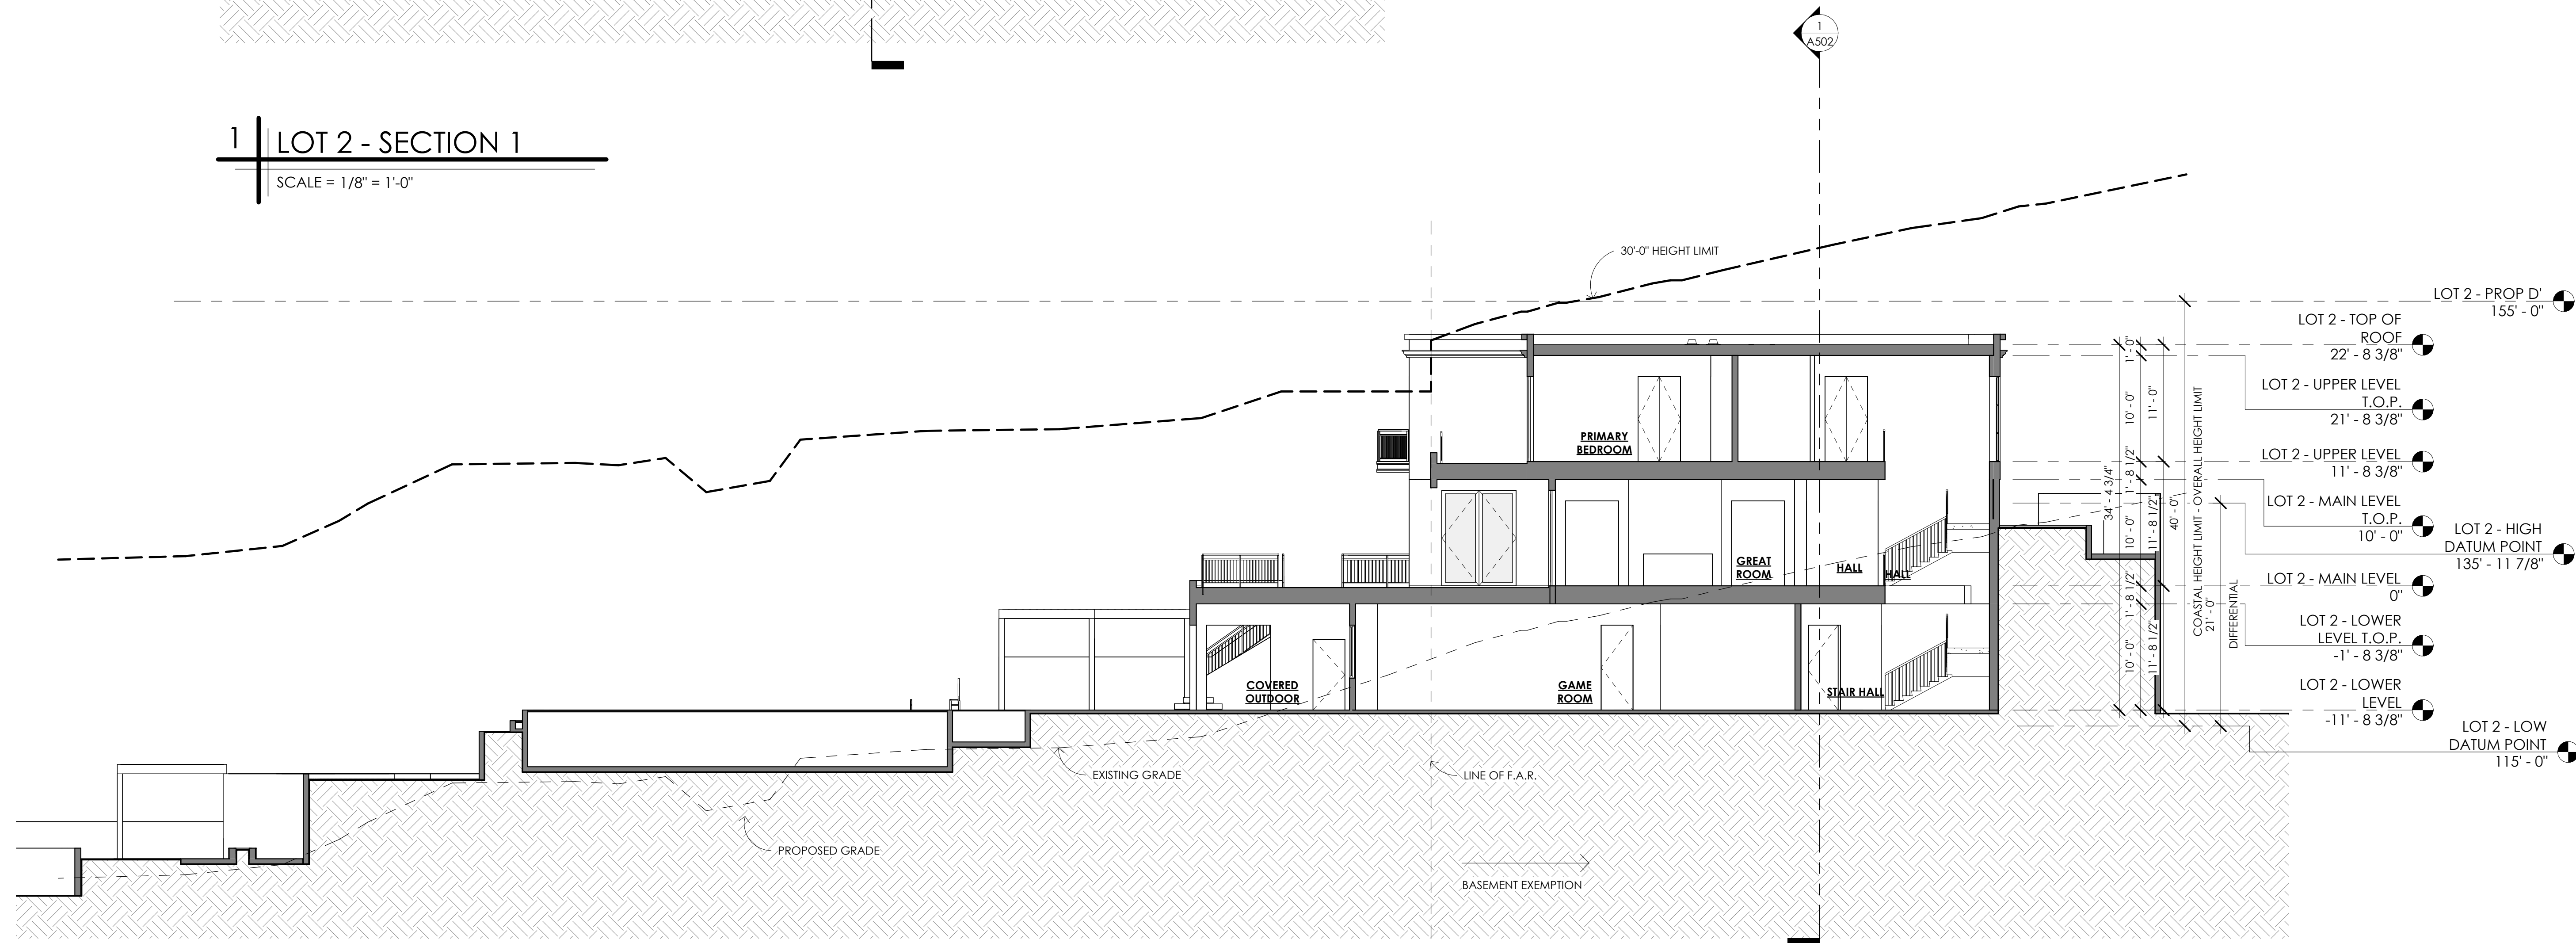 1
A502
1
LOT 2 - SECTION 1
SCALE = 1/8" = 1'-0"
30'-0" HEIGHT LIMIT
LOT 2 - PROP D'
155' - 0"
LOT 2 - TOP OF
ROOF
22' - 8 3/8"
LOT 2 - UPPER LEVEL
T.O.P.
21' - 8 3/8"
LOT 2 - UPPER LEVEL
11' - 8 3/8"
LOT 2 - MAIN LEVEL
T.O.P.
10' - 0"
LOT 2 - HIGH
DATUM POINT
135' - 11 7/8"
LOT 2 - MAIN LEVEL
0"
LOT 2 - LOWER
LEVEL T.O.P.
-1' - 8 3/8"
LOT 2 - LOWER
LEVEL
-11' - 8 3/8"
LOT 2 - LOW
DATUM POINT
115' - 0"
1' - 0"
10' - 0"
11' - 0"
1' - 8 1/2"
34' - 4 3/4"
10' - 0"
11' - 8 1/2"
1' - 8 1/2"
10' - 0"
11' - 8 1/2"
40' - 0"
COASTAL HEIGHT LIMIT - OVERALL HEIGHT LIMIT
21' - 0"
DIFFERENTIAL
PRIMARY
BEDROOM
GREAT
ROOM
HALL
HALL
COVERED
OUTDOOR
GAME
ROOM
STAIR HALL
EXISTING GRADE
LINE OF F.A.R.
PROPOSED GRADE
BASEMENT EXEMPTION